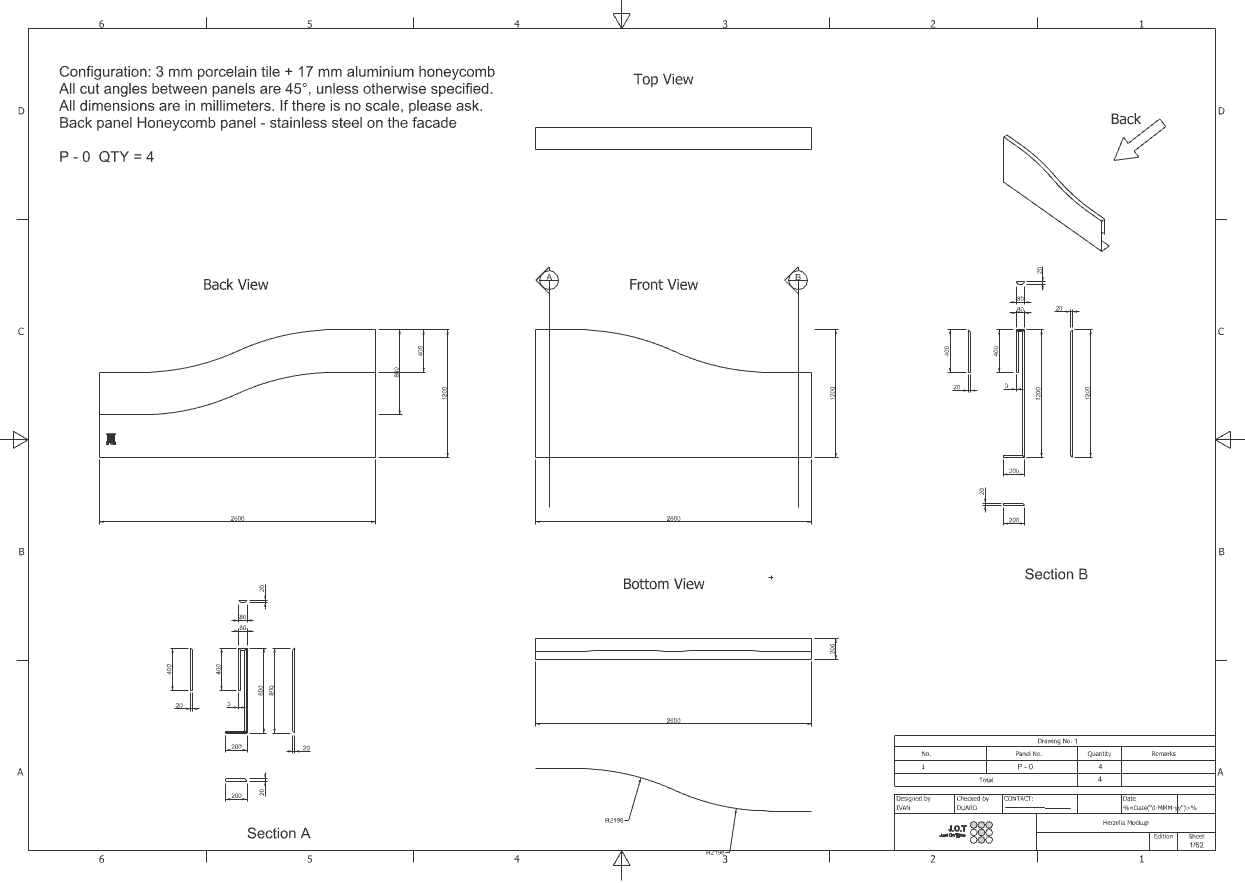 6 5 4 3 2 1
Configuration: 3 mm porcelain tile + 17 mm aluminium honeycomb
All cut angles between panels are 45°, unless otherwise specified.
All dimensions are in millimeters. If there is no scale, please ask.
Back panel Honeycomb panel - stainless steel on the facade
P - 0 QTY = 4
Top View
Back
D D
Back View
A
Front View
B
20
80
80
20
C C
400
800
1200
1200
400
400
1200
1200
20
3
200
20
200
2600
2600
B B
Section B
Bottom View
20
80
80
400
400
800
800
20
3
200
20
200
20
Section A
200
2600
R2198
R2198
A A
Drawing No. 1
No. Panel No. Quantity Remarks
1 P - 0 4
Total 4
Designed by Checked by CONTACT: Date
IVAN DUARD %<Date("d-MMM-yy")>%
J.O.T
Just On Time
Herzelia Mockup
Edition Sheet
1/62
6 5 4 3 2 1